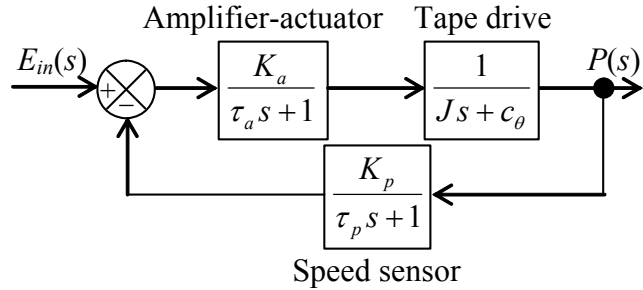 Amplifier-actuator Tape drive
E_in(s) K_a / (τ_a s + 1) 1 / (J s + c_θ) P(s)
+
−
K_p / (τ_p s + 1)
Speed sensor